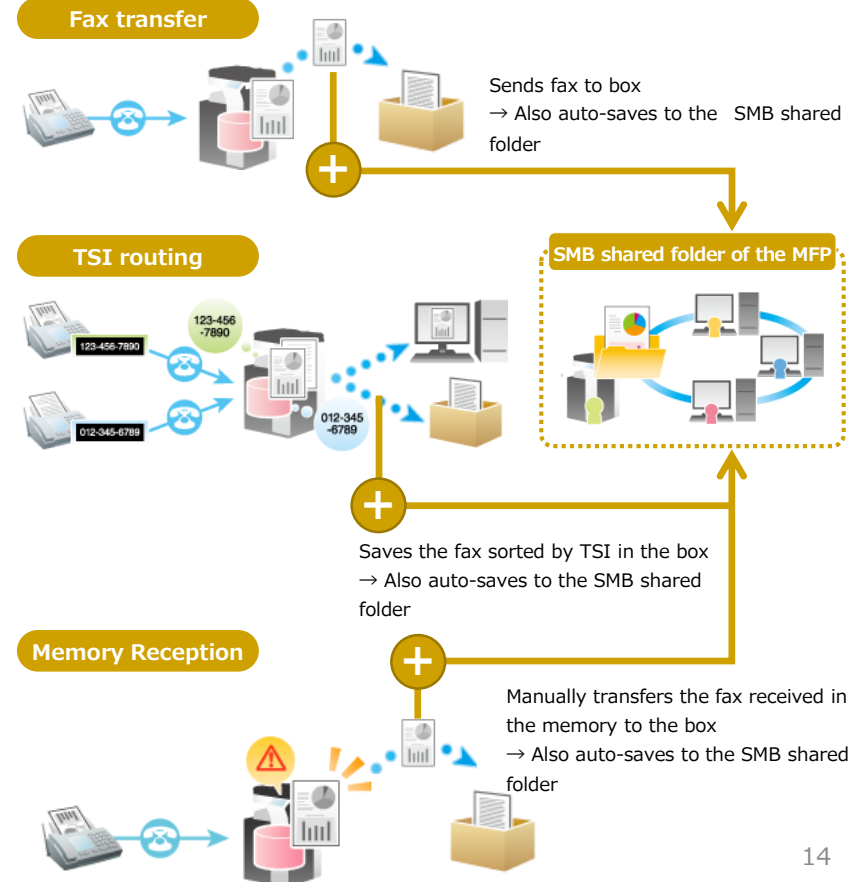 Fax transfer
Sends fax to box
→ Also auto-saves to the SMB shared
folder
TSI routing
SMB shared folder of the MFP
123-456
-7890
123-456-7890
012-345-6789
012-345
-6789
Saves the fax sorted by TSI in the box
→ Also auto-saves to the SMB shared
folder
Memory Reception
Manually transfers the fax received in
the memory to the box
→ Also auto-saves to the SMB shared
folder
14